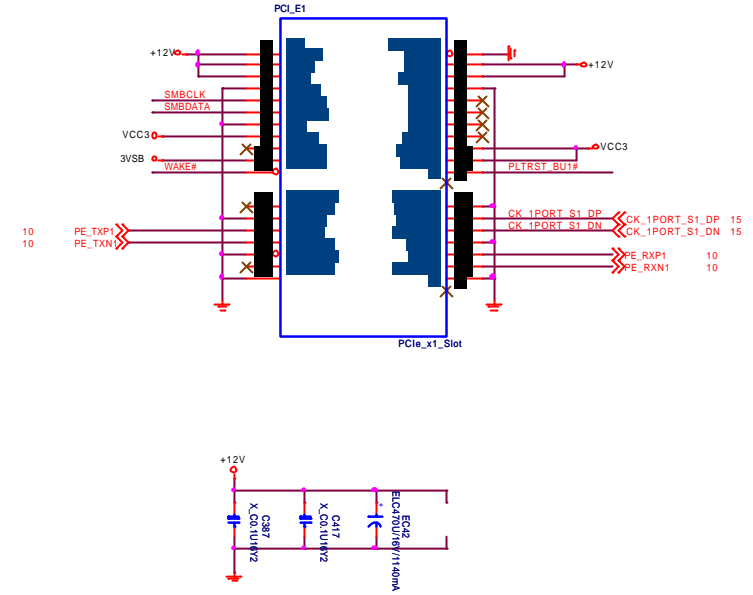 PCI_E1
+12V
+12V
SMBCLK
SMBDATA
VCC3
VCC3
3VSB
WAKE#
PLTRST_BU1#
CK_1PORT_S1_DP
CK_1PORT_S1_DP 15
CK_1PORT_S1_DN
CK_1PORT_S1_DN 15
10 PE_TXP1
10 PE_TXN1
PE_RXP1 10
PE_RXN1 10
PCIe_x1_Slot
+12V
C387
X_C0.1U16Y2
C417
X_C0.1U16Y2
+
EC42
ELC470U/16V/1140mA